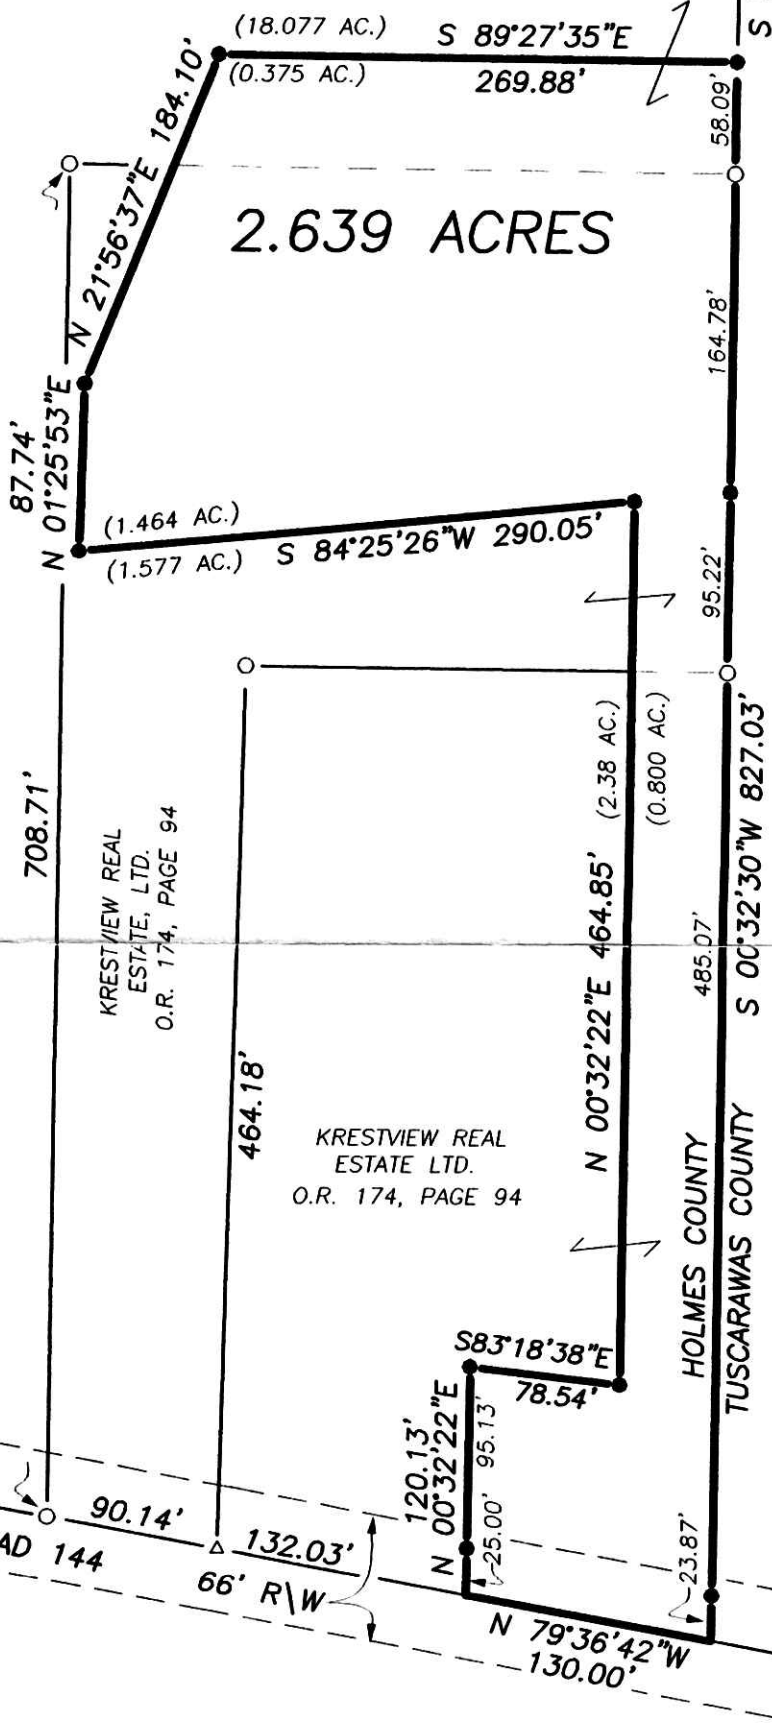 S
(18.077 AC.)
S 89°27'35"E
(0.375 AC.)
269.88'
58.09'
N 21°56'37"E 184.10'
2.639 ACRES
164.78'
87.74'
N 01°25'53"E
(1.464 AC.)
(1.577 AC.)
S 84°25'26"W 290.05'
95.22'
708.71'
KRESTVIEW REAL
ESTATE, LTD.
O.R. 174, PAGE 94
(2.38 AC.)
(0.800 AC.)
S 00°32'30"W 827.03'
485.07'
N 00°32'22"E 464.85'
464.18'
KRESTVIEW REAL
ESTATE LTD.
O.R. 174, PAGE 94
HOLMES COUNTY
TUSCARAWAS COUNTY
S83°18'38"E
78.54'
120.13'
N 00°32'22"E
95.13'
25.00'
23.87'
90.14'
132.03'
AD 144
66' R\W
N 79°36'42"W
130.00'